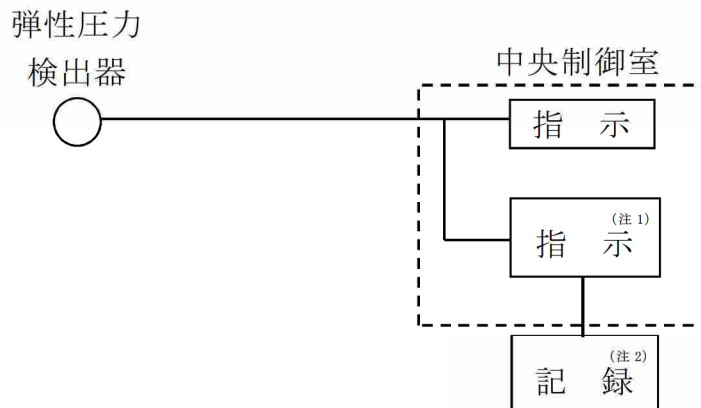 弾性圧力
検出器
中央制御室
指 示
指 示(注1)
記 録(注2)